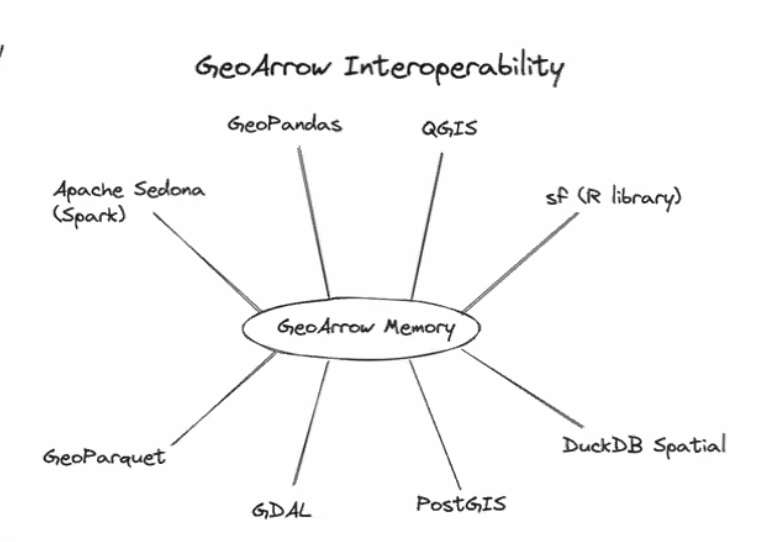 GeoArrow Interoperability
GeoPandas
QGIS
Apache Sedona
(Spark)
sf (R library)
GeoArrow Memory
GeoParquet
DuckDB Spatial
GDAL
PostGIS